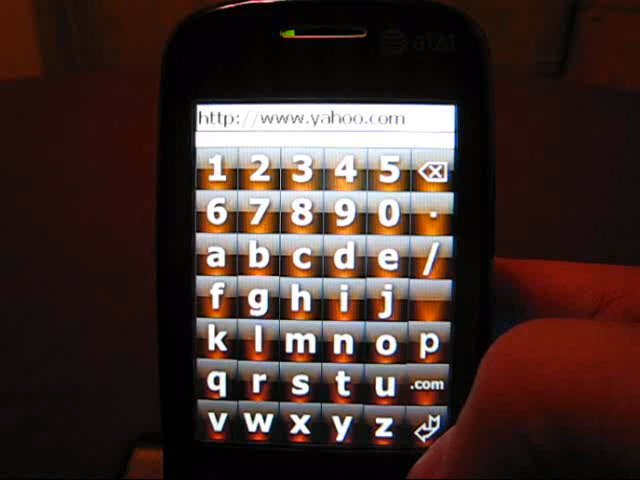 at&t
http://www.yahoo.com
1 2 3 4 5
6 7 8 9 0 .
a b c d e /
f g h i j
k l m n o p
q r s t u .com
v w x y z